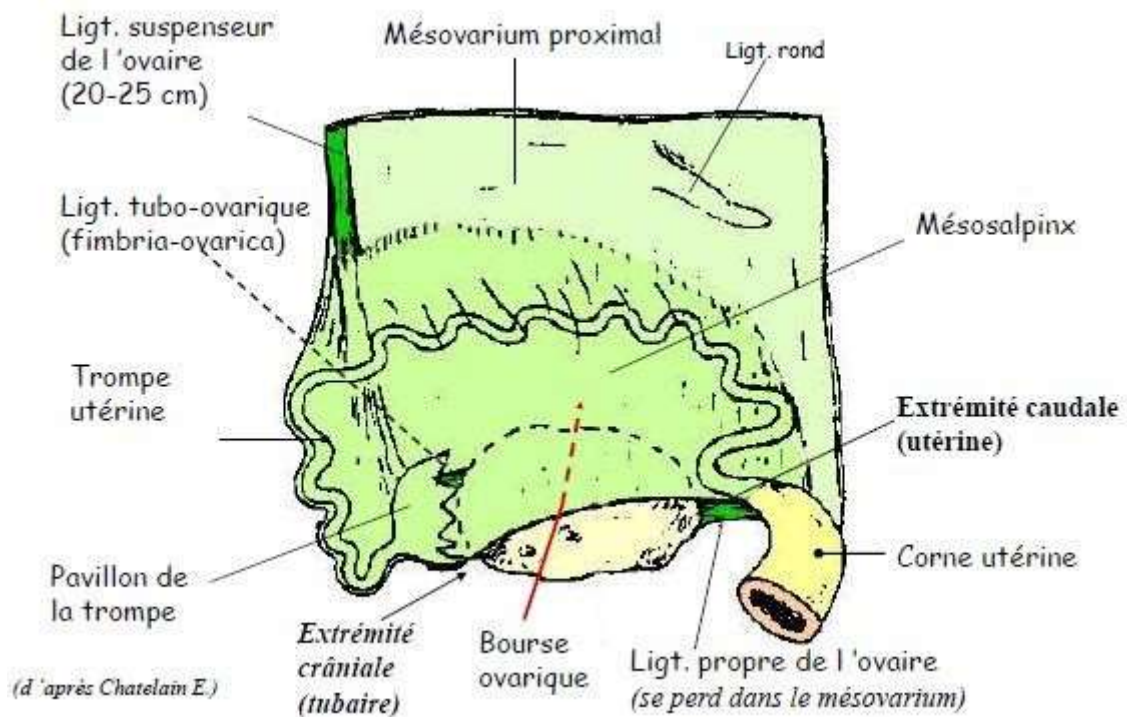 Ligt. suspenseur
de l 'ovaire
(20-25 cm)
Mésovarium proximal
Ligt. rond
Ligt. tubo-ovarique
(fimbria-ovarica)
Mésosalpinx
Trompe
utérine
Extrémité caudale
(utérine)
Corne utérine
Pavillon de
la trompe
Extrémité
crâniale
(tubaire)
Bourse
ovarique
Ligt. propre de l 'ovaire
(se perd dans le mésovarium)
(d 'après Chatelain E.)